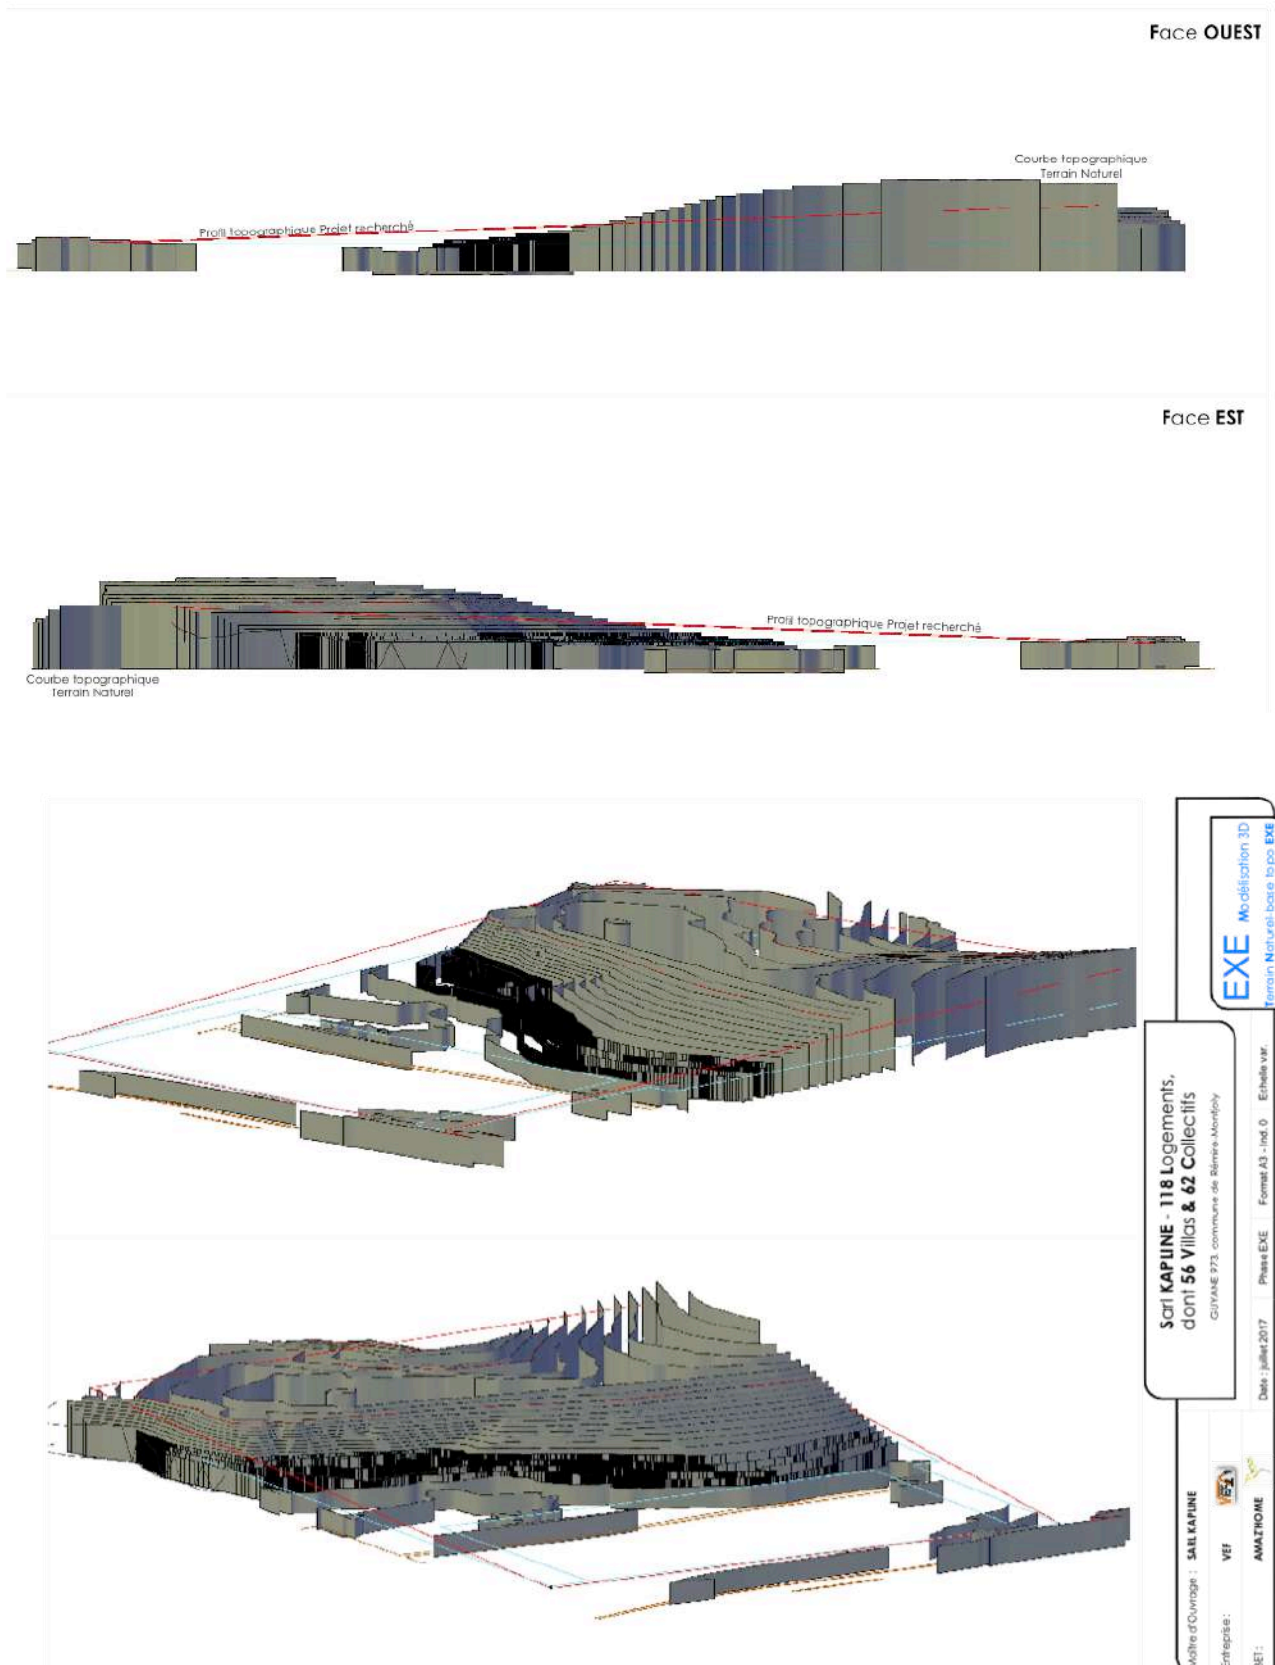 Face OUEST
Courbe topographique
Terrain Naturel
Profil topographique Projet recherché
Face EST
Profil topographique Projet recherché
Courbe topographique
Terrain Naturel
EXE Modélisation 3D
Terrain Naturel-base topo EXE
Sarl KAPLINE - 118 Logements,
dont 56 Villas & 62 Collectifs
GUYANE 973, commune de Rémire-Montjoly
Date : juillet 2017 Phase EXE Format A3 - Ind. 0 Echelle var.
Maître d'Ouvrage : SARL KAPLINE
Entreprise : VEF
BET : AMAZ'HOME